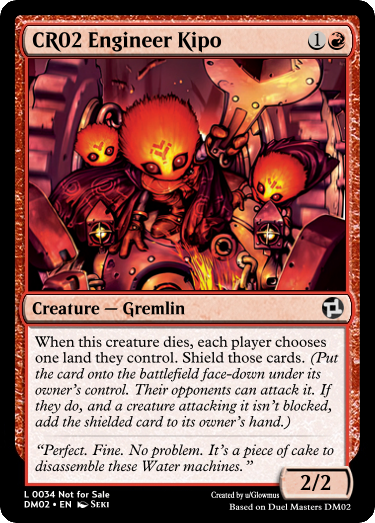 CR02 Engineer Kipo 1
Creature — Gremlin
When this creature dies, each player chooses
one land they control. Shield those cards. (Put
the card onto the battlefield face-down under its
owner's control. Their opponents can attack it. If
they do, and a creature attacking it isn't blocked,
add the shielded card to its owner's hand.)
“Perfect. Fine. No problem. It's a piece of cake to
disassemble these Water machines.”
2/2
L 0034 Not for Sale
DM02 • EN Seki
Created by u/Glowmus
Based on Duel Masters DM02